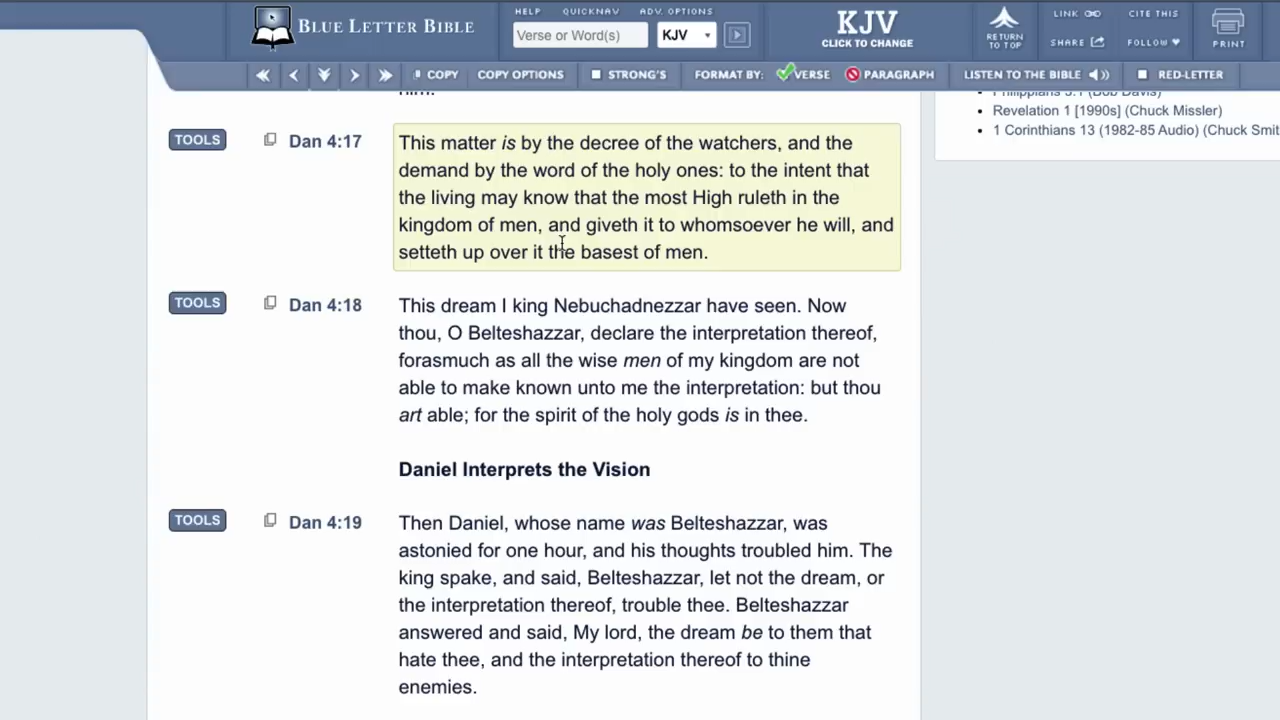 BLUE LETTER BIBLE
HELP QUICKNAV ADV. OPTIONS
Verse or Word(s)
KJV
KJV
CLICK TO CHANGE
RETURN
TO TOP
LINK
CITE THIS
SHARE
FOLLOW
PRINT
COPY
COPY OPTIONS
STRONG'S
FORMAT BY:
VERSE
PARAGRAPH
LISTEN TO THE BIBLE
RED-LETTER
him.
Philippians 3:1 (Bob Davis)
Revelation 1 [1990s] (Chuck Missler)
1 Corinthians 13 (1982-85 Audio) (Chuck Smit
TOOLS
Dan 4:17
This matter is by the decree of the watchers, and the
demand by the word of the holy ones: to the intent that
the living may know that the most High ruleth in the
kingdom of men, and giveth it to whomsoever he will, and
setteth up over it the basest of men.
TOOLS
Dan 4:18
This dream I king Nebuchadnezzar have seen. Now
thou, O Belteshazzar, declare the interpretation thereof,
forasmuch as all the wise men of my kingdom are not
able to make known unto me the interpretation: but thou
art able; for the spirit of the holy gods is in thee.
Daniel Interprets the Vision
TOOLS
Dan 4:19
Then Daniel, whose name was Belteshazzar, was
astonied for one hour, and his thoughts troubled him. The
king spake, and said, Belteshazzar, let not the dream, or
the interpretation thereof, trouble thee. Belteshazzar
answered and said, My lord, the dream be to them that
hate thee, and the interpretation thereof to thine
enemies.